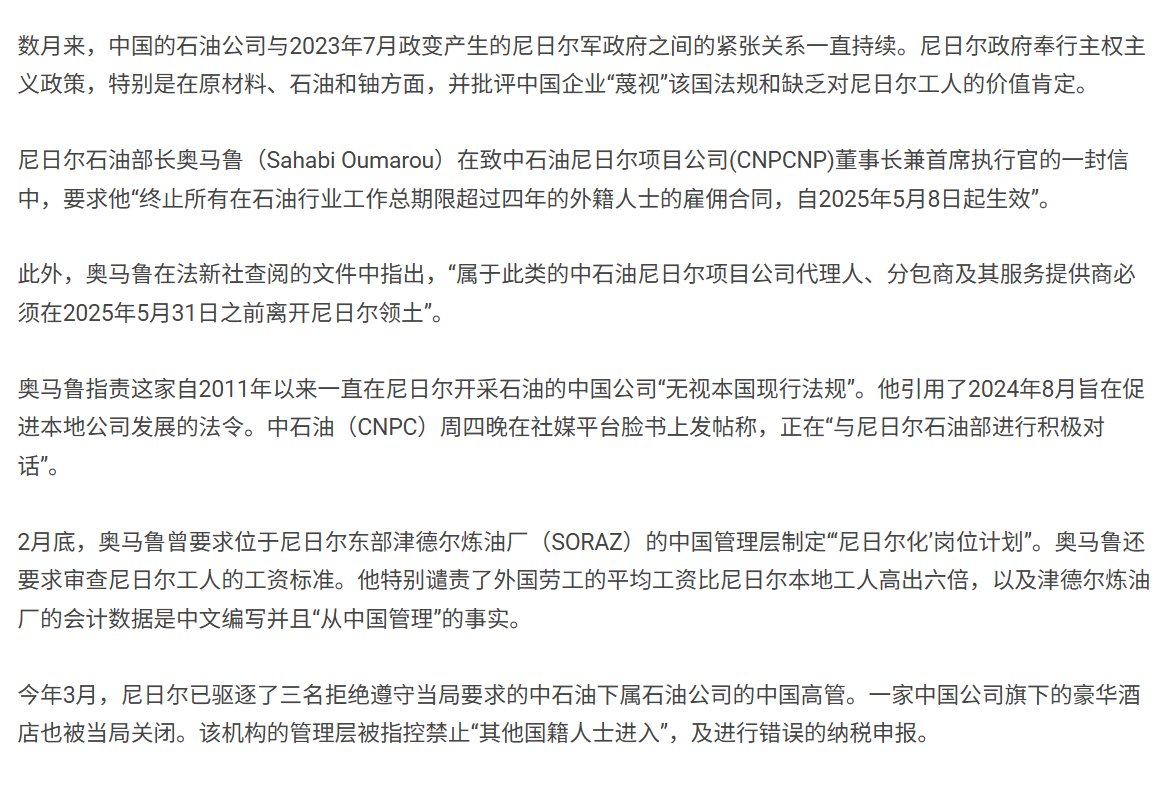 数月来，中国的石油公司与2023年7月政变产生的尼日尔军政府之间的紧张关系一直持续。尼日尔政府奉行主权主
义政策，特别是在原材料、石油和铀方面，并批评中国企业“蔑视”该国法规和缺乏对尼日尔工人的价值肯定。
尼日尔石油部长奥马鲁（Sahabi Oumarou）在致中石油尼日尔项目公司(CNPCNP)董事长兼首席执行官的一封信
中，要求他“终止所有在石油行业工作总期限超过四年的外籍人士的雇佣合同，自2025年5月8日起生效”。
此外，奥马鲁在法新社查阅的文件中指出，“属于此类的中石油尼日尔项目公司代理人、分包商及其服务提供商必
须在2025年5月31日之前离开尼日尔领土”。
奥马鲁指责这家自2011年以来一直在尼日尔开采石油的中国公司“无视本国现行法规”。他引用了2024年8月旨在促
进本地公司发展的法令。中石油（CNPC）周四晚在社媒平台脸书上发帖称，正在“与尼日尔石油部进行积极对
话”。
2月底，奥马鲁曾要求位于尼日尔东部津德尔炼油厂（SORAZ）的中国管理层制定“‘尼日尔化’岗位计划”。奥马鲁还
要求审查尼日尔工人的工资标准。他特别谴责了外国劳工的平均工资比尼日尔本地工人高出六倍，以及津德尔炼油
厂的会计数据是中文编写并且“从中国管理”的事实。
今年3月，尼日尔已驱逐了三名拒绝遵守当局要求的中石油下属石油公司的中国高管。一家中国公司旗下的豪华酒
店也被当局关闭。该机构的管理层被指控禁止“其他国籍人士进入”，及进行错误的纳税申报。